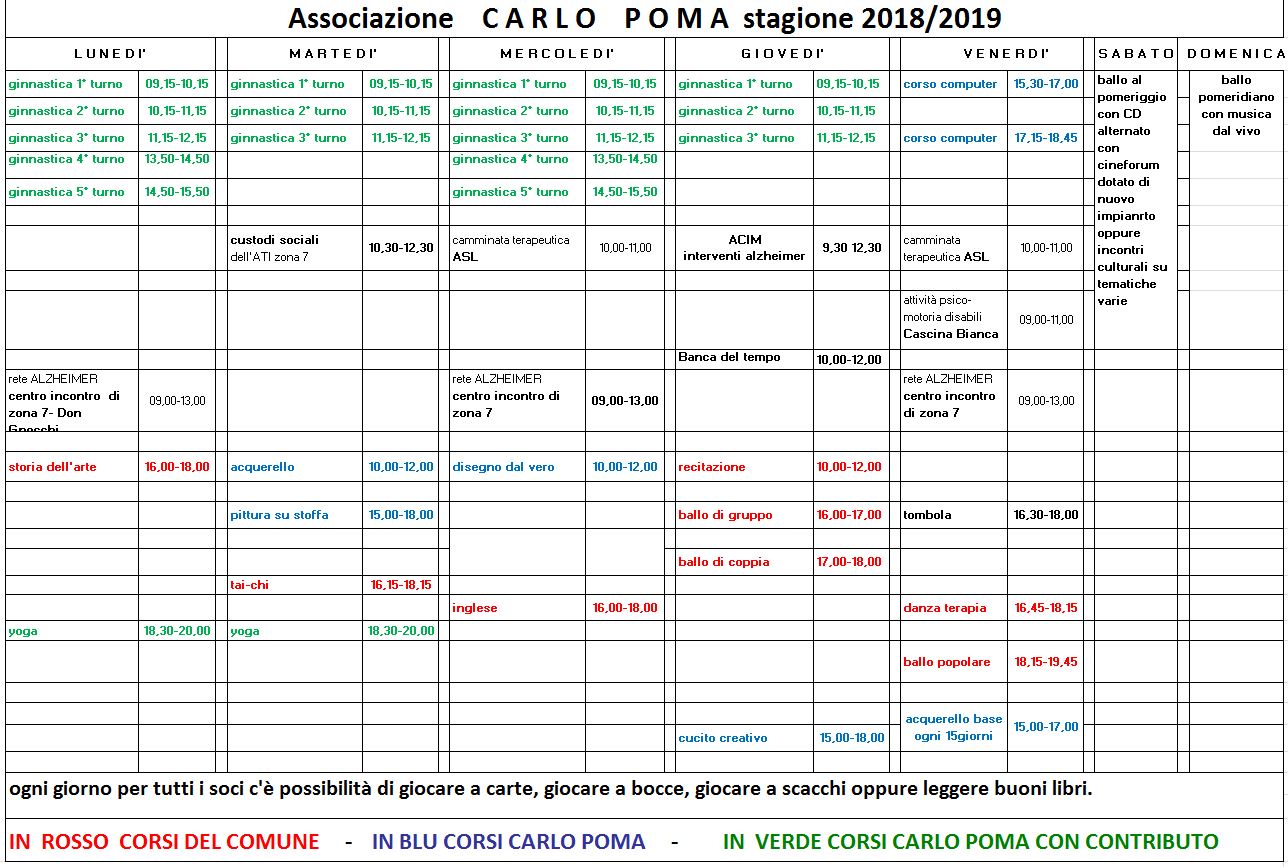 Associazione C A R L O P O M A stagione 2018/2019
L U N E D I' M A R T E D I' M E R C O L E D I' G I O V E D I' V E N E R D I' S A B A T O D O M E N I C A
ginnastica 1° turno 09,15-10,15 ginnastica 1° turno 09,15-10,15 ginnastica 1° turno 09,15-10,15 ginnastica 1° turno 09,15-10,15 corso computer 15,30-17,00
ginnastica 2° turno 10,15-11,15 ginnastica 2° turno 10,15-11,15 ginnastica 2° turno 10,15-11,15 ginnastica 2° turno 10,15-11,15
ginnastica 3° turno 11,15-12,15 ginnastica 3° turno 11,15-12,15 ginnastica 3° turno 11,15-12,15 ginnastica 3° turno 11,15-12,15 corso computer 17,15-18,45
ginnastica 4° turno 13,50-14,50 ginnastica 4° turno 13,50-14,50
ginnastica 5° turno 14,50-15,50 ginnastica 5° turno 14,50-15,50
ballo al
pomeriggio
con CD
alternato
con
cineforum
dotato di
nuovo
impianrto
oppure
incontri
culturali su
tematiche
varie
ballo
pomeridiano
con musica
dal vivo
custodi sociali
dell'ATI zona 7
10,30-12,30
camminata terapeutica
ASL
10,00-11,00
ACIM
interventi alzheimer
9,30 12,30
camminata
terapeutica ASL
10,00-11,00
attività psico-
motoria disabili
Cascina Bianca
09,00-11,00
Banca del tempo 10,00-12,00
rete ALZHEIMER
centro incontro di
zona 7- Don
Gnocchi
09,00-13,00
rete ALZHEIMER
centro incontro di
zona 7
09,00-13,00
rete ALZHEIMER
centro incontro
di zona 7
09,00-13,00
storia dell'arte 16,00-18,00 acquerello 10,00-12,00 disegno dal vero 10,00-12,00 recitazione 10,00-12,00
pittura su stoffa 15,00-18,00 ballo di gruppo 16,00-17,00 tombola 16,30-18,00
ballo di coppia 17,00-18,00
tai-chi 16,15-18,15
inglese 16,00-18,00 danza terapia 16,45-18,15
yoga 18,30-20,00 yoga 18,30-20,00
ballo popolare 18,15-19,45
cucito creativo 15,00-18,00
acquerello base
ogni 15giorni
15,00-17,00
ogni giorno per tutti i soci c'è possibilità di giocare a carte, giocare a bocce, giocare a scacchi oppure leggere buoni libri.
IN ROSSO CORSI DEL COMUNE - IN BLU CORSI CARLO POMA - IN VERDE CORSI CARLO POMA CON CONTRIBUTO